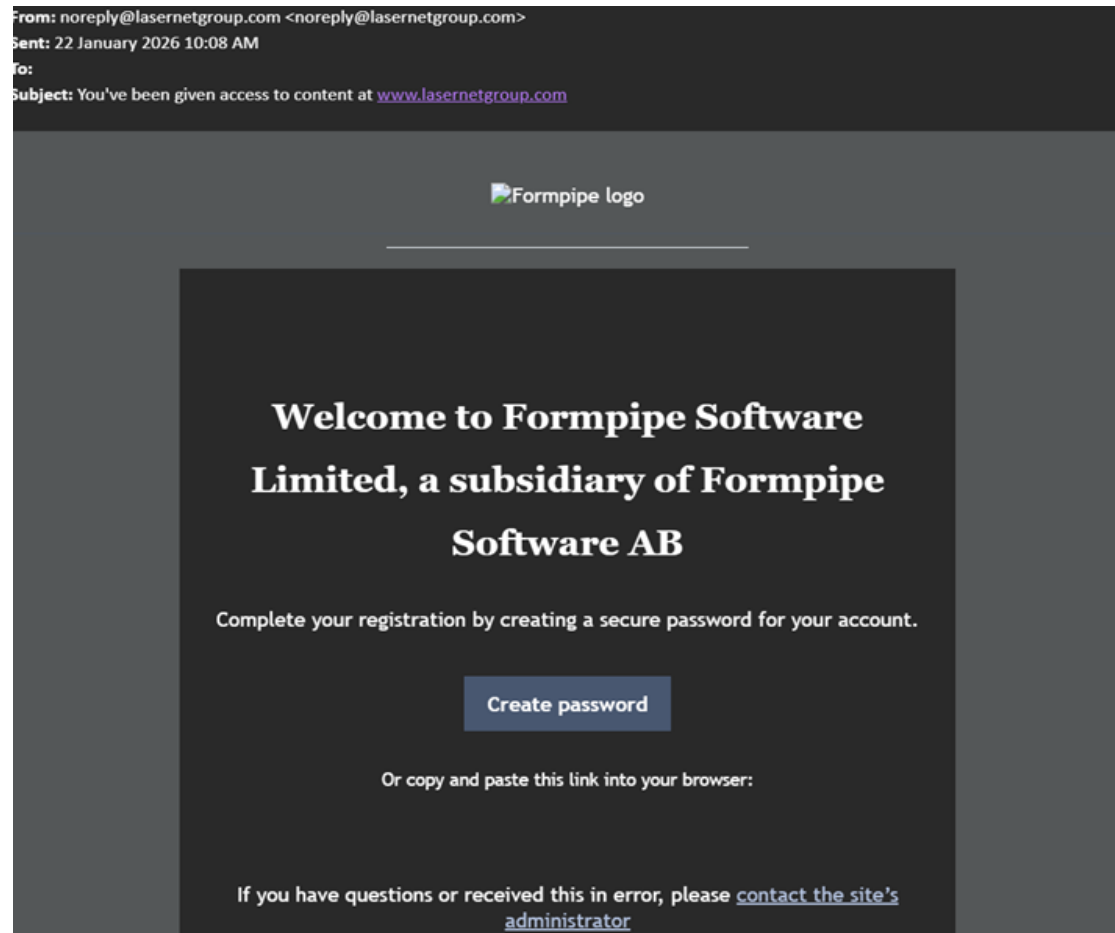 From: noreply@lasernetgroup.com <noreply@lasernetgroup.com>
Sent: 22 January 2026 10:08 AM
To:
Subject: You've been given access to content at www.lasernetgroup.com
Formpipe logo
Welcome to Formpipe Software
Limited, a subsidiary of Formpipe
Software AB
Complete your registration by creating a secure password for your account.
Create password
Or copy and paste this link into your browser:
If you have questions or received this in error, please contact the site’s
administrator